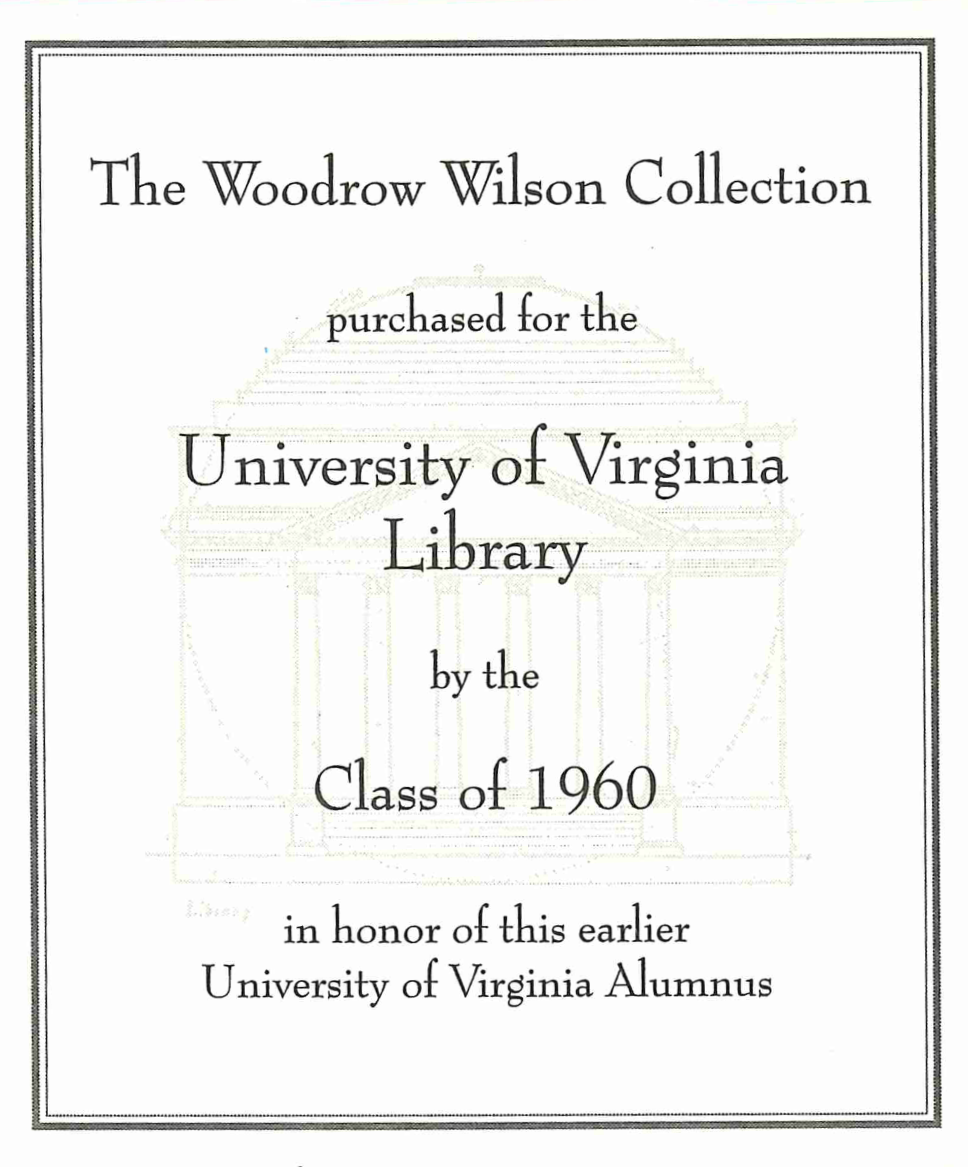 The Woodrow Wilson Collection
purchased for the
University of Virginia
Library
by the
Class of 1960
Library
in honor of this earlier
University of Virginia Alumnus